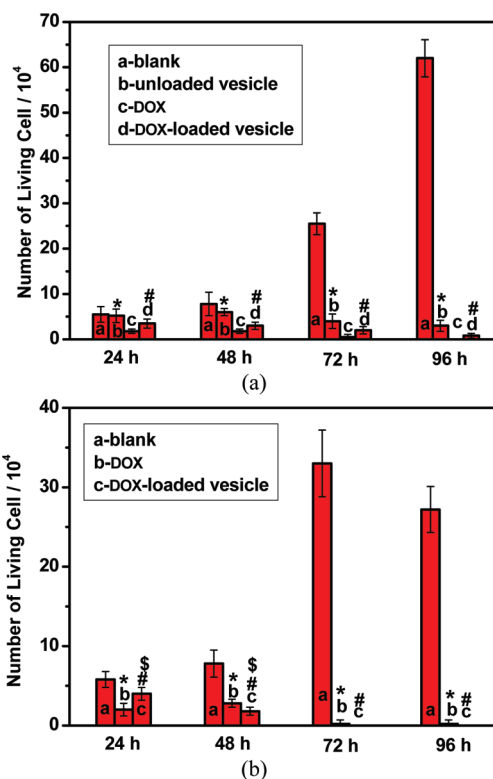 70
60
50
40
30
20
10
0
Number of Living Cell / 10⁴
a-blank
b-unloaded vesicle
c-DOX
d-DOX-loaded vesicle
a * b c # d
a * b c # d
a * b c # d
a * b c # d
24 h 48 h 72 h 96 h
(a)
40
30
20
10
0
Number of Living Cell / 10⁴
a-blank
b-DOX
c-DOX-loaded vesicle
a * b $ # c
a * b $ # c
a * b # c
a * b # c
24 h 48 h 72 h 96 h
(b)